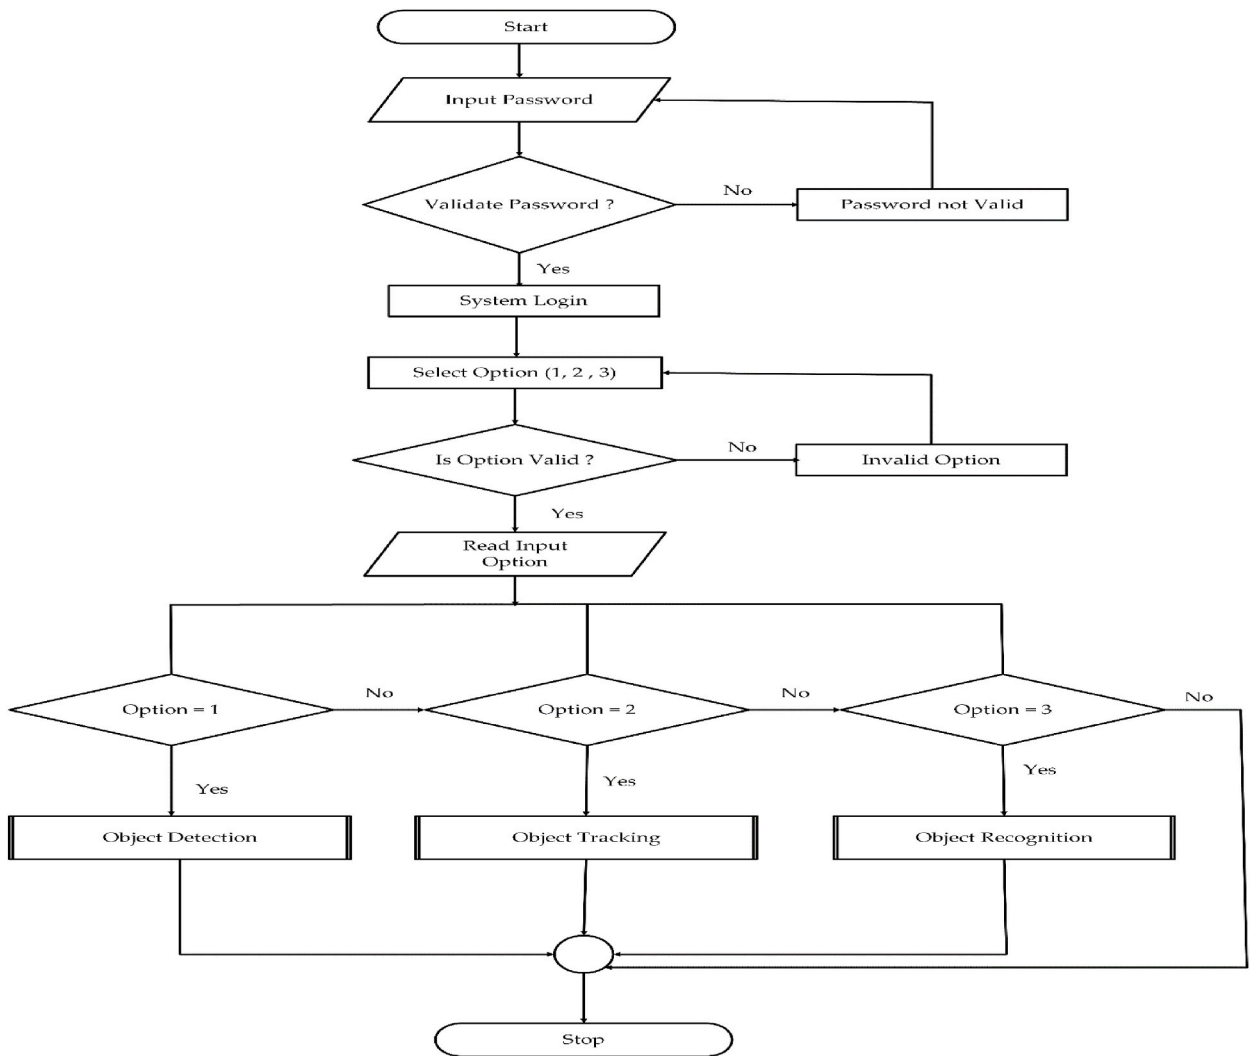 Start
Input Password
Validate Password ?
No
Password not Valid
Yes
System Login
Select Option (1, 2 , 3)
Is Option Valid ?
No
Invalid Option
Yes
Read Input
Option
Option = 1
No
Option = 2
No
Option = 3
No
Yes
Yes
Yes
Object Detection
Object Tracking
Object Recognition
Stop